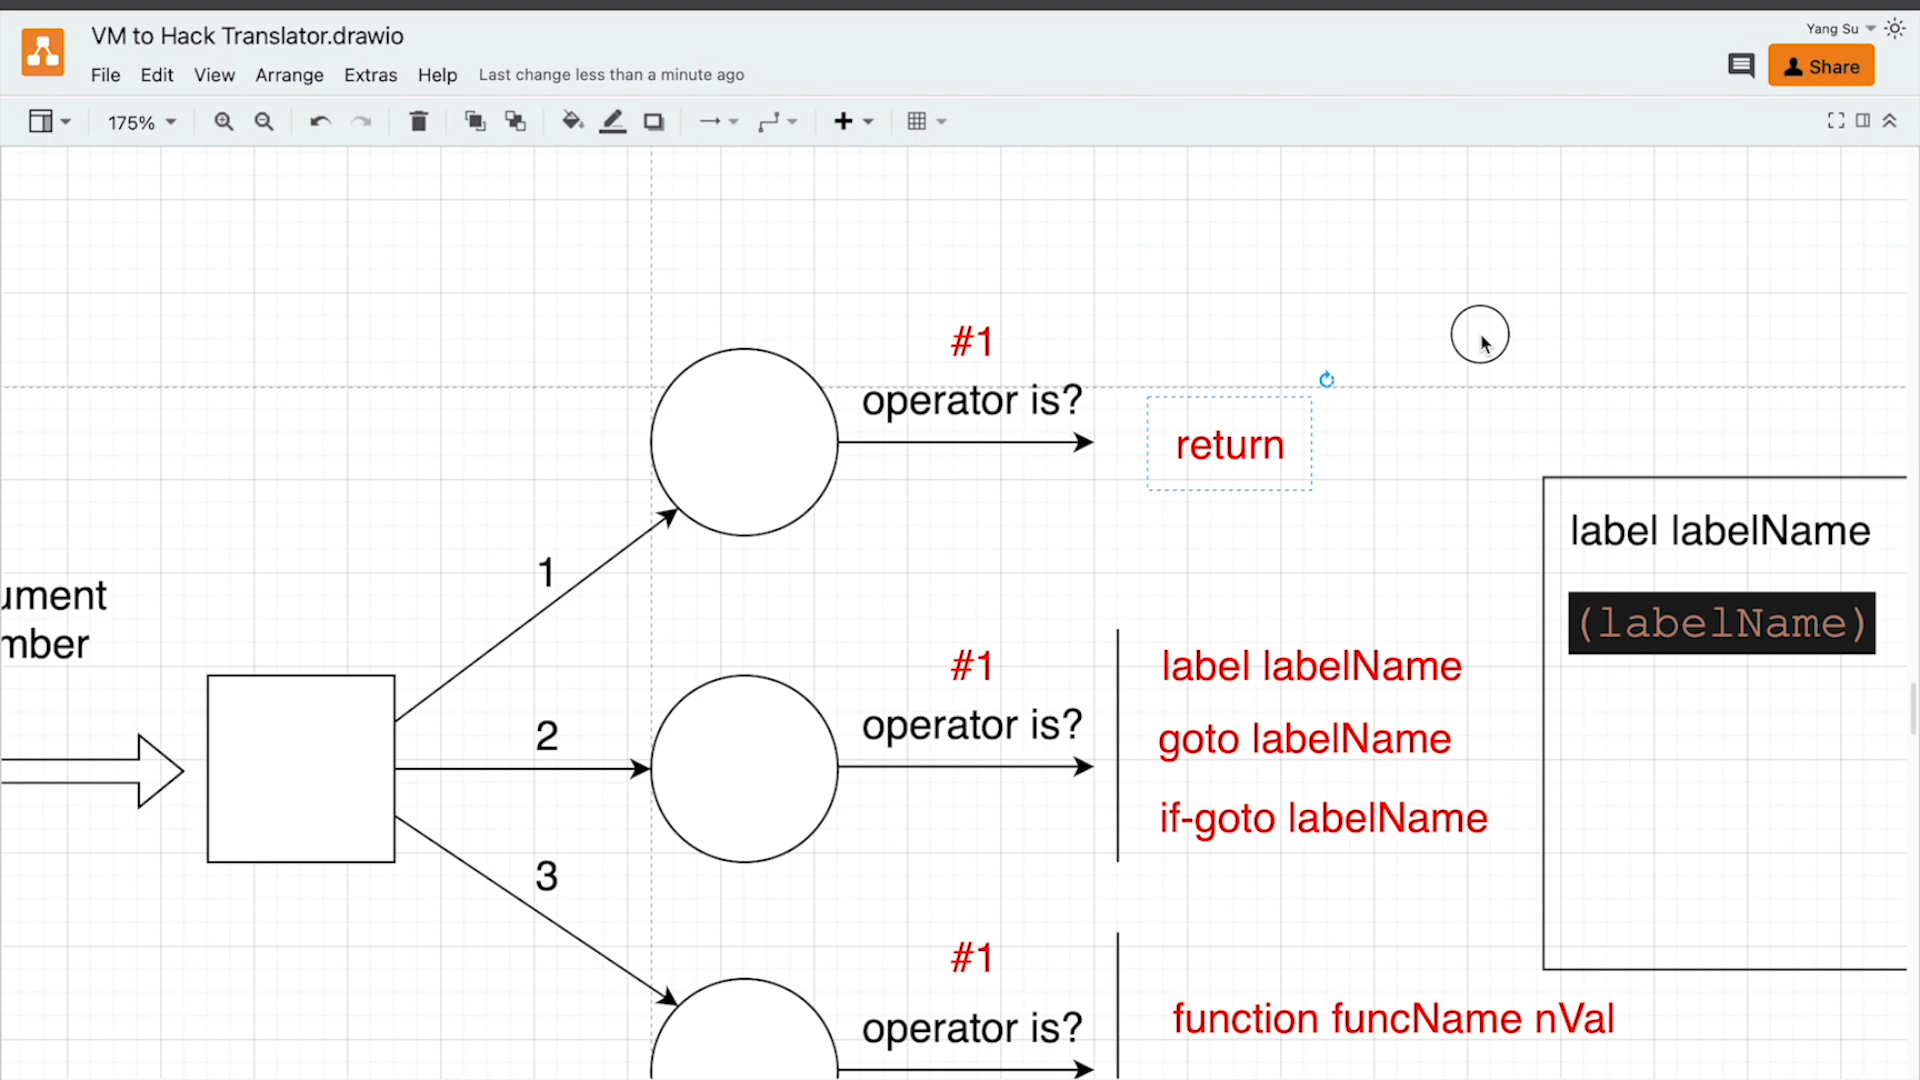 VM to Hack Translator.drawio
Yang Su
File Edit View Arrange Extras Help Last change less than a minute ago
Share
175%
#1
operator is?
return
label labelName
(labelName)
1
ument
mber
#1
operator is?
label labelName
goto labelName
if-goto labelName
2
3
#1
operator is?
function funcName nVal